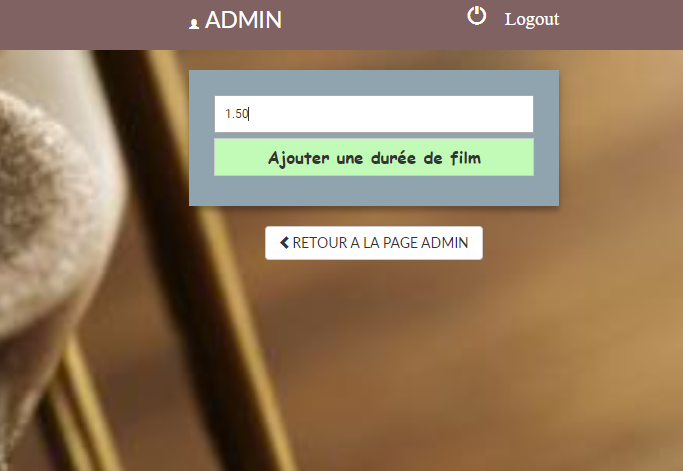 ADMIN
Logout
1.50
Ajouter une durée de film
RETOUR A LA PAGE ADMIN